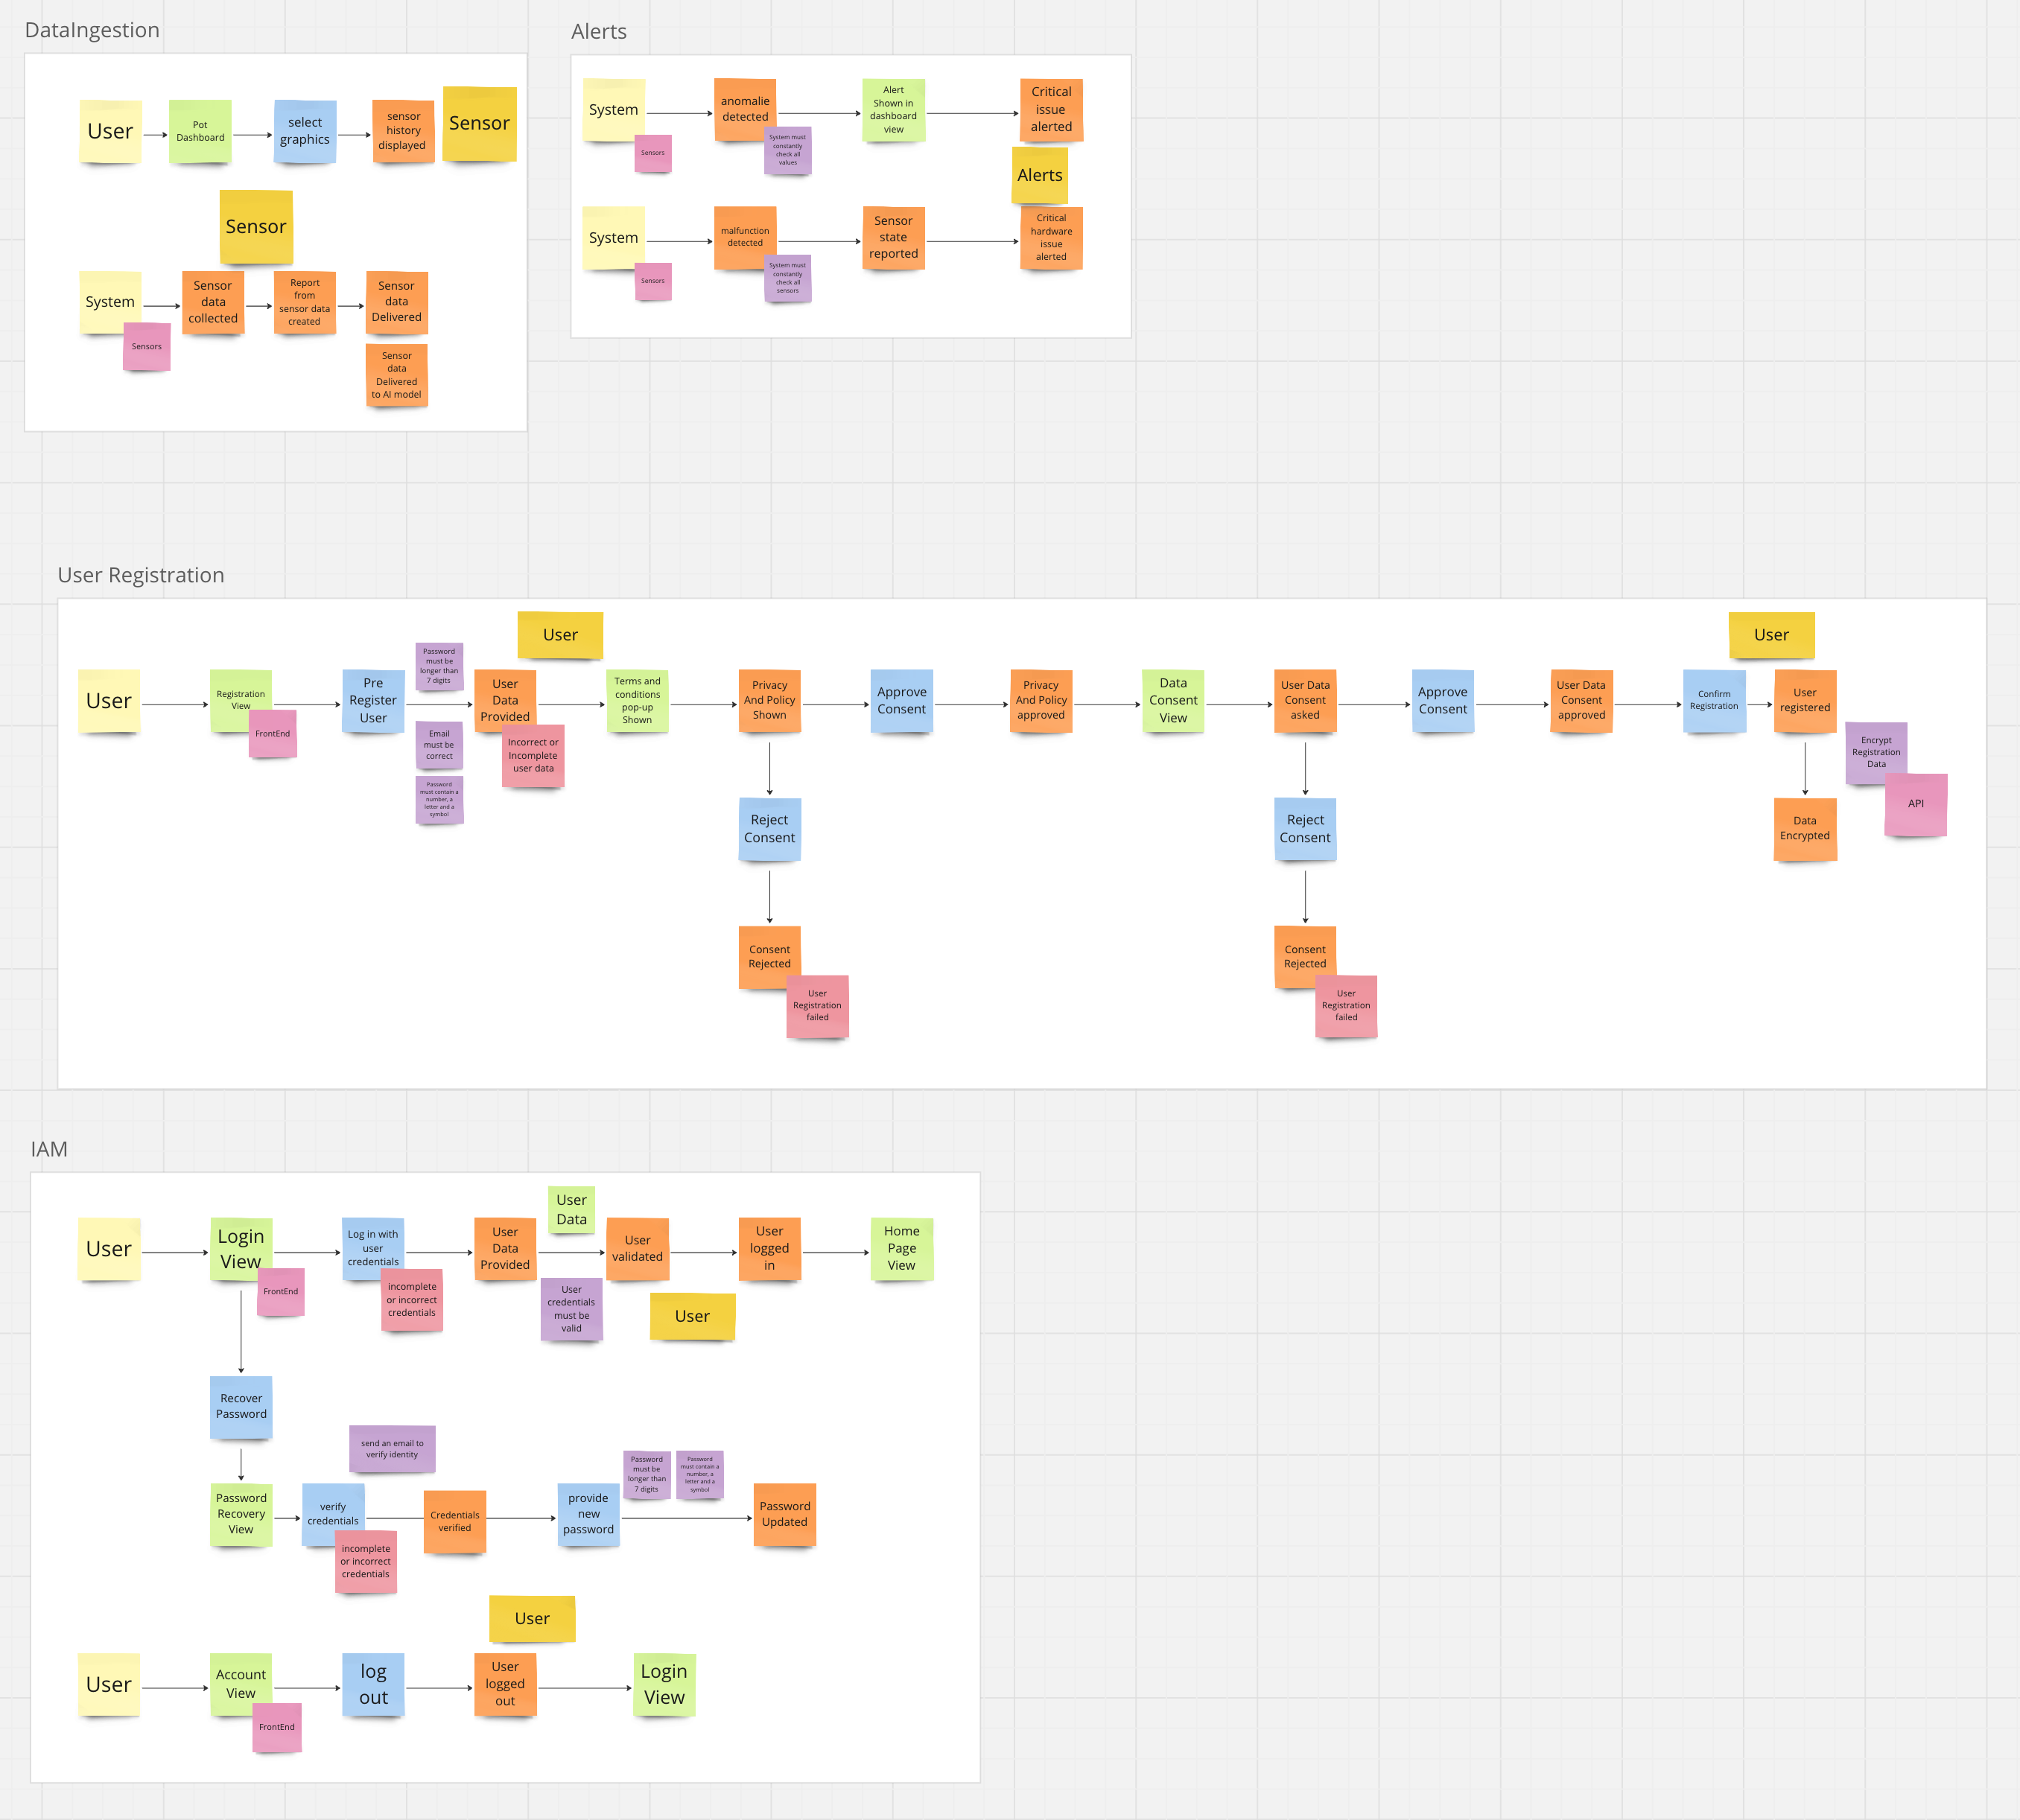 DataIngestion
User
Pot
Dashboard
select
graphics
sensor
history
displayed
Sensor
Sensor
System
Sensors
Sensor
data
collected
Report
from
sensor data
created
Sensor
data
Delivered
Sensor
data
Delivered
to AI model
Alerts
System
Sensors
anomalie
detected
System must
constantly
check all
values
Alert
Shown in
dashboard
view
Critical
issue
alerted
Alerts
System
Sensors
malfunction
detected
System must
constantly
check all
sensors
Sensor
state
reported
Critical
hardware
issue
alerted
User Registration
User
Registration
View
FrontEnd
Pre
Register
User
Password
must be
longer than
7 digits
Email
must be
correct
Password
must contain a
number, a
letter and a
symbol
User
User
Data
Provided
Incorrect or
Incomplete
user data
Terms and
conditions
pop-up
Shown
Privacy
And Policy
Shown
Reject
Consent
Consent
Rejected
User
Registration
failed
Approve
Consent
Privacy
And Policy
approved
Data
Consent
View
User Data
Consent
asked
Reject
Consent
Consent
Rejected
User
Registration
failed
Approve
Consent
User Data
Consent
approved
Confirm
Registration
User
User
registered
Encrypt
Registration
Data
API
Data
Encrypted
IAM
User
Login
View
FrontEnd
Log in with
user
credentials
incomplete
or incorrect
credentials
User
Data
Provided
User
Data
User
credentials
must be
valid
User
validated
User
User
logged
in
Home
Page
View
Recover
Password
Password
Recovery
View
send an email to
verify identity
verify
credentials
incomplete
or incorrect
credentials
Credentials
verified
provide
new
password
Password
must be
longer than
7 digits
Password
must contain a
number, a
letter and a
symbol
Password
Updated
User
User
Account
View
FrontEnd
log
out
User
logged
out
Login
View